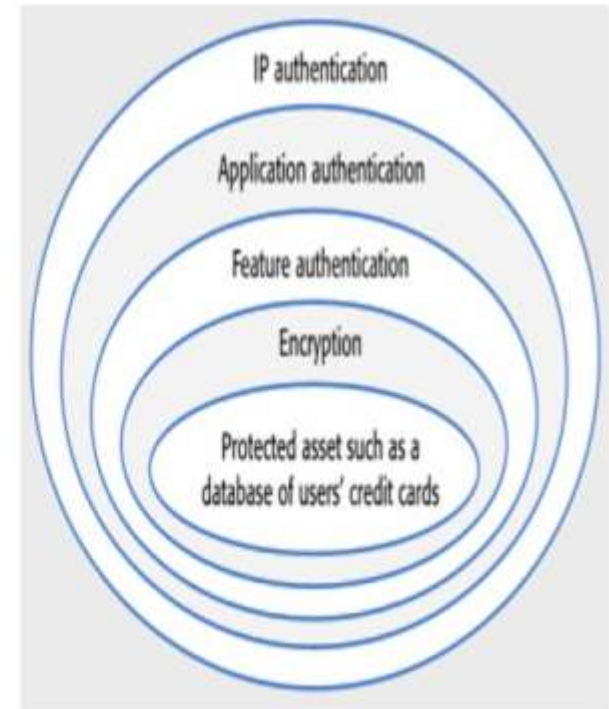 IP authentication
Application authentication
Feature authentication
Encryption
Protected asset such as a
database of users' credit cards